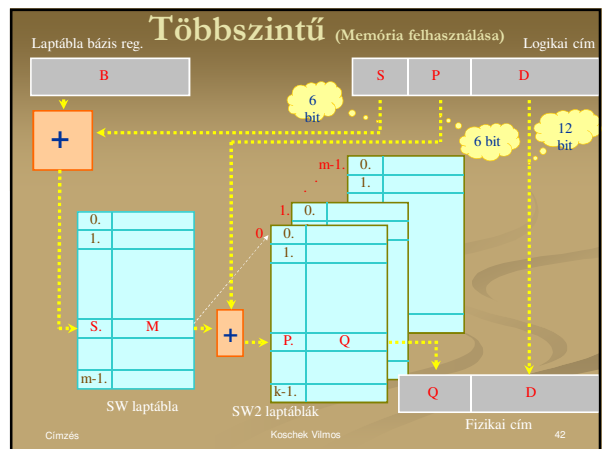 Többszintű (Memória felhasználása)
Laptábla bázis reg.
Logikai cím
B
S P D
6 bit
6 bit
12 bit
+
m-1. 0.
1.
1. 0.
0 0.
1.
0.
1.
S. M
+
P. Q
m-1.
k-1.
Q D
SW laptábla
SW2 laptáblák
Fizikai cím
Címzés
Koschek Vilmos
42